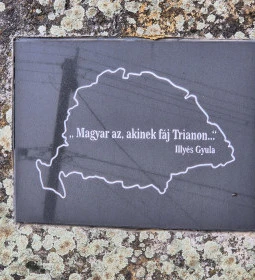 „ Magyar az, akinek fáj Trianon..."
Illyés Gyula